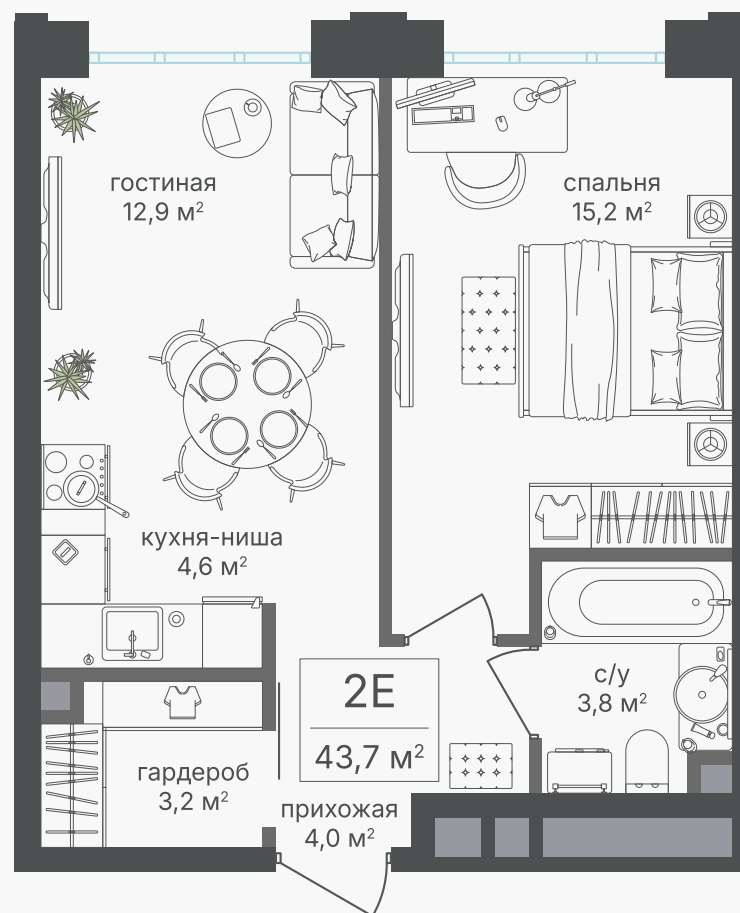 гостиная
12,9 м²
спальня
15,2 м²
кухня-ниша
4,6 м²
2Е
43,7 м²
с/у
3,8 м²
гардероб
3,2 м²
прихожая
4,0 м²